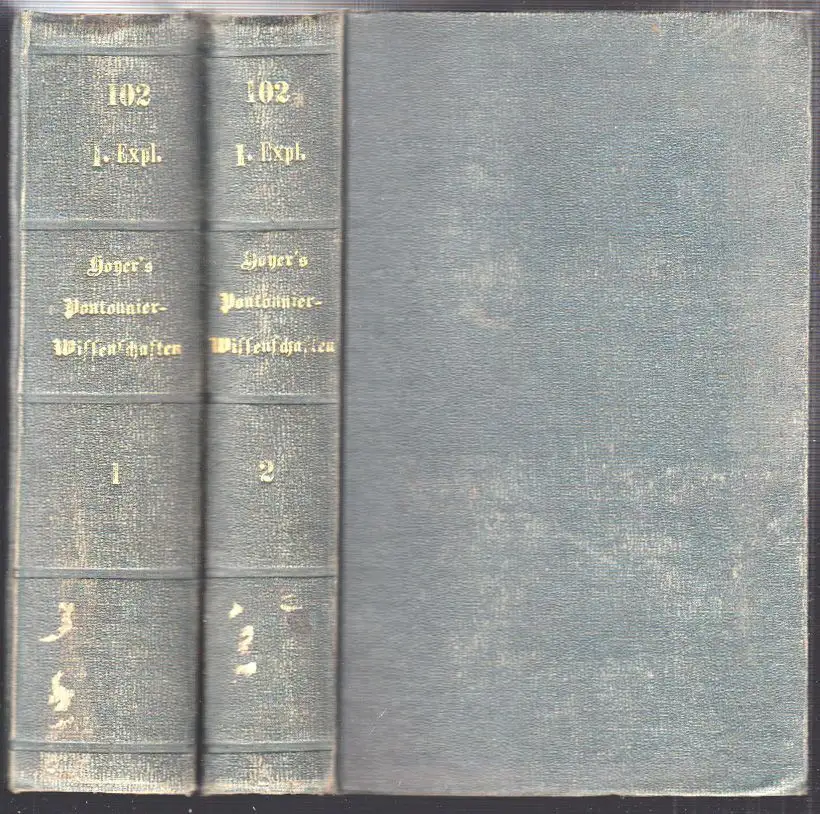 102
I. Expl.
Hoyer's
Pontonnier-
Wissenschaften
1
102
I. Expl.
Hoyer's
Pontonnier-
Wissenschaften
2